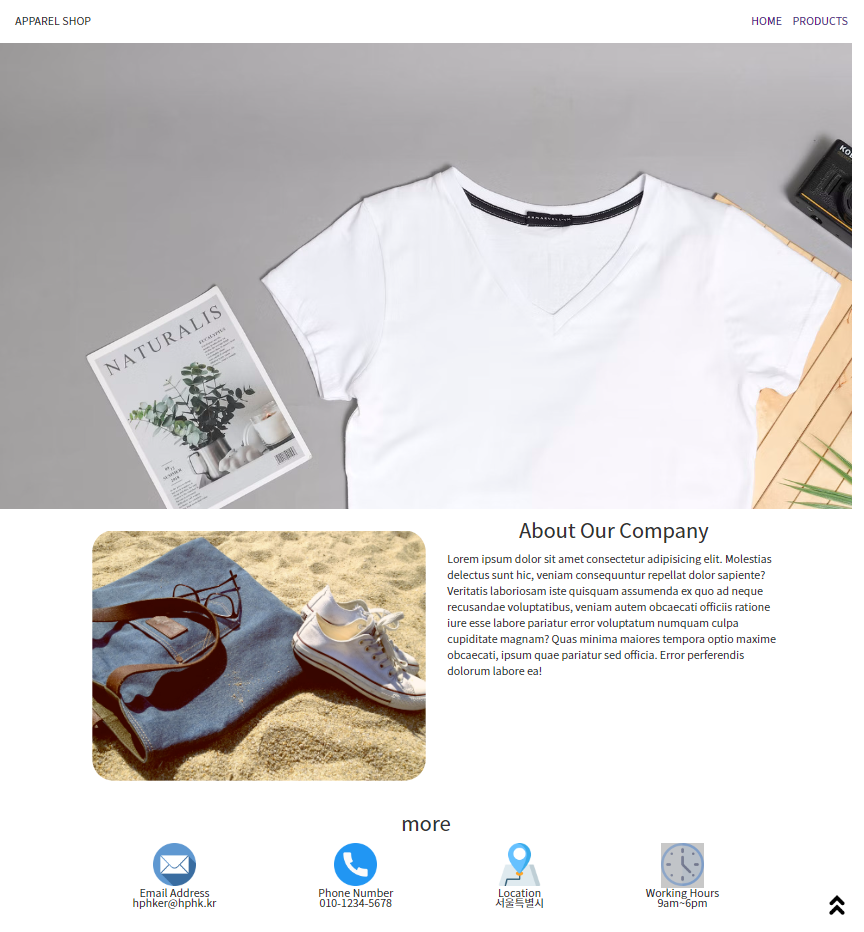 APPAREL SHOP
HOME PRODUCTS
NATURALIS
About Our Company
Lorem ipsum dolor sit amet consectetur adipisicing elit. Molestias
delectus sunt hic, veniam consequuntur repellat dolor sapiente?
Veritatis laboriosam iste quisquam assumenda ex quo ad neque
recusandae voluptatibus, veniam autem obcaecati officiis ratione
iure esse labore pariatur error voluptatum numquam culpa
cupiditate magnam? Quas minima maiores tempora optio maxime
obcaecati, ipsum quae pariatur sed officia. Error perferendis
dolorum labore ea!
more
Email Address
hphker@hphk.kr
Phone Number
010-1234-5678
Location
서울특별시
Working Hours
9am~6pm